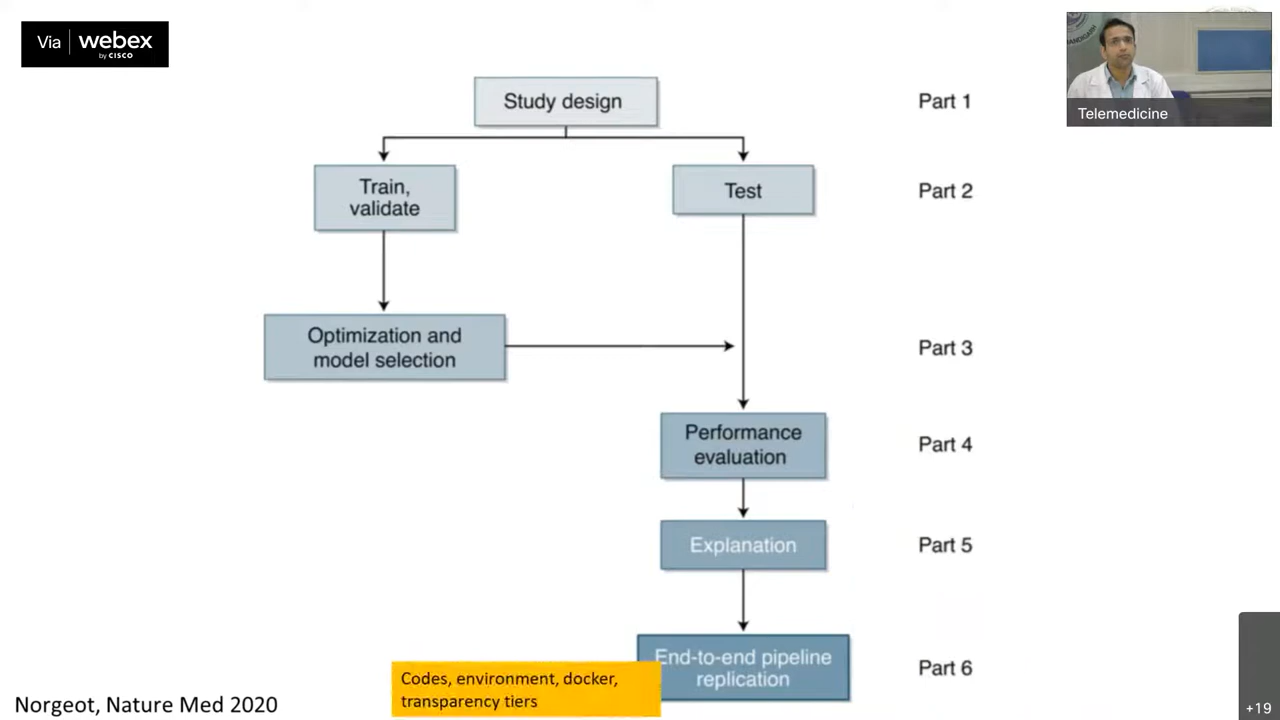 Via webex
by CISCO
Telemedicine
Study design
Part 1
Train,
validate
Test
Part 2
Optimization and
model selection
Part 3
Performance
evaluation
Part 4
Explanation
Part 5
End-to-end pipeline
replication
Part 6
Codes, environment, docker,
transparency tiers
Norgeot, Nature Med 2020
+19